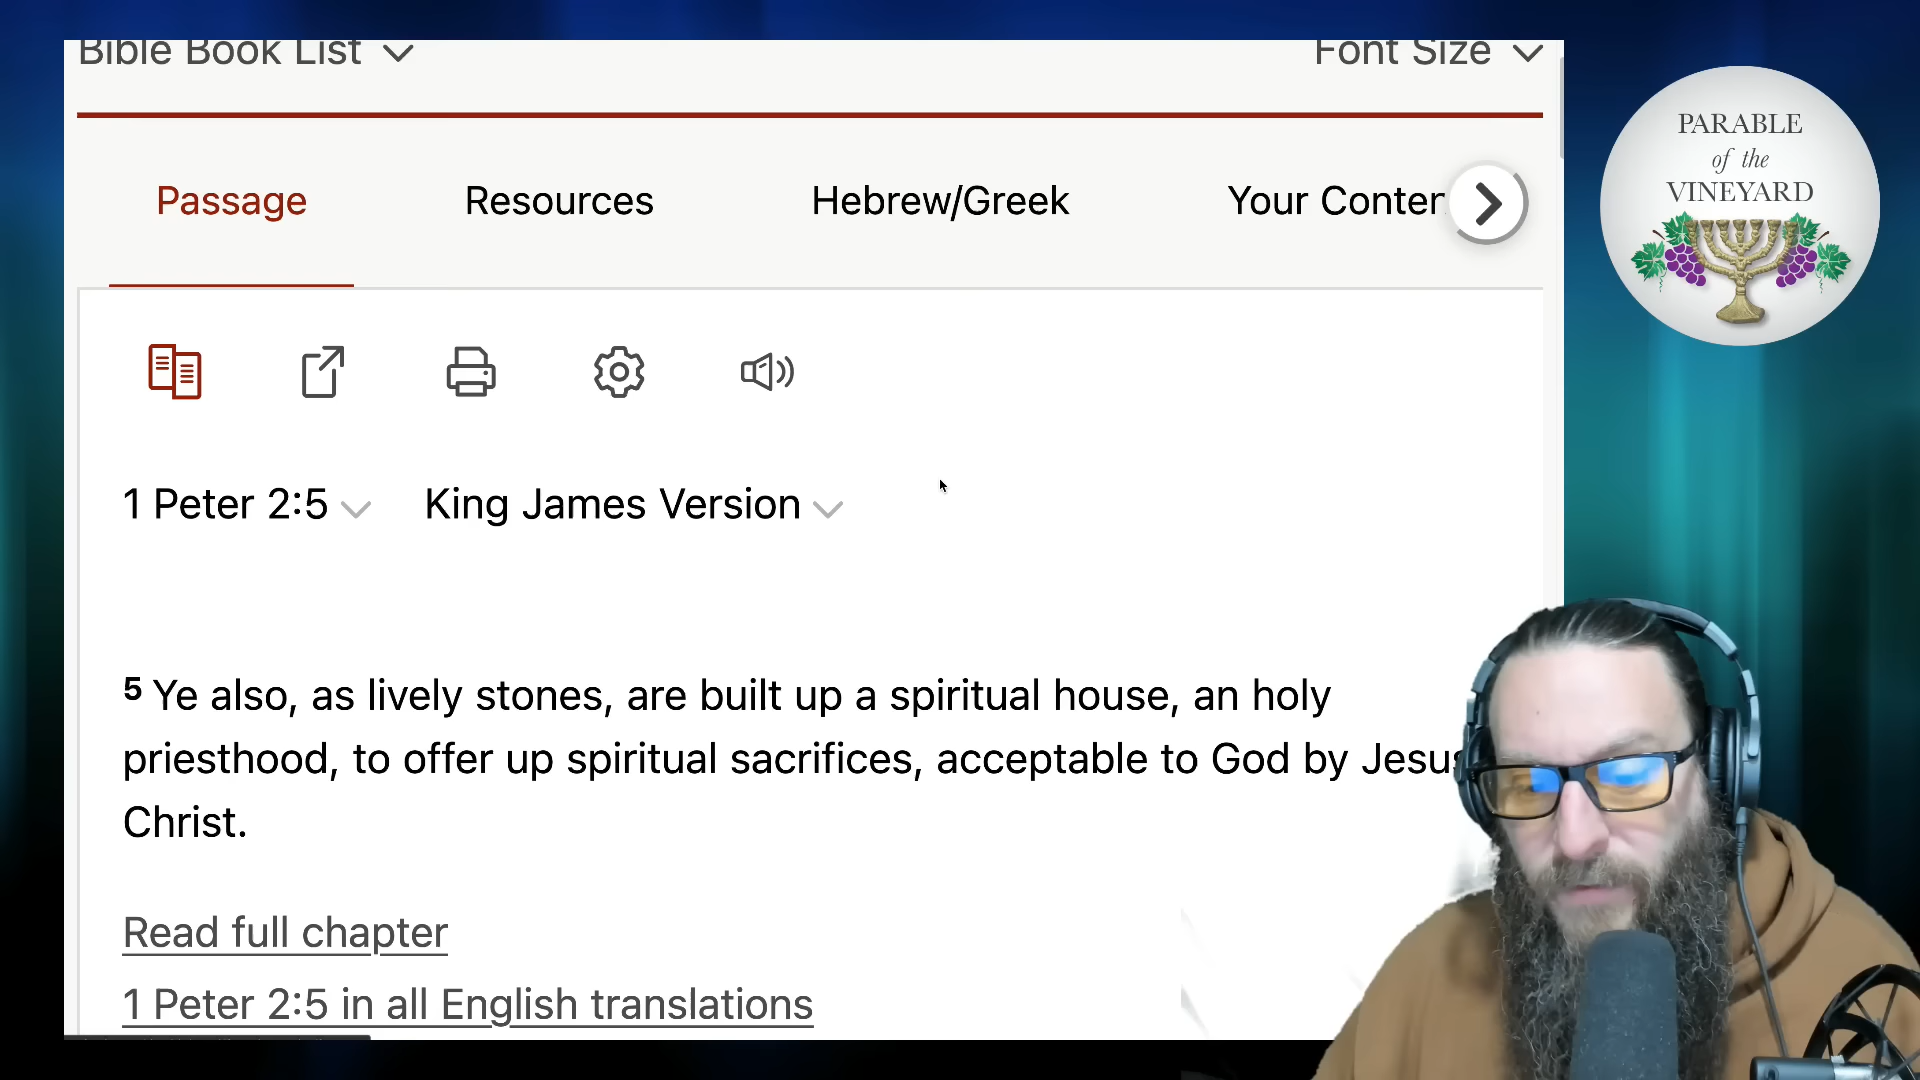 Bible Book List
Font Size
PARABLE
of the
VINEYARD
Passage
Resources
Hebrew/Greek
Your Conten
1 Peter 2:5
King James Version
5 Ye also, as lively stones, are built up a spiritual house, an holy
priesthood, to offer up spiritual sacrifices, acceptable to God by Jesus
Christ.
Read full chapter
1 Peter 2:5 in all English translations